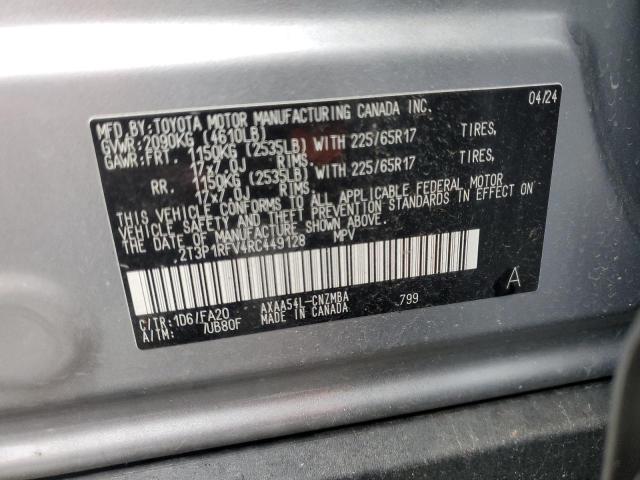 MFD. BY: TOYOTA MOTOR MANUFACTURING CANADA INC. 04/24
GVWR: 2090KG (4610LB)
GAWR: FRT. 1150KG (2535LB) WITH 225/65R17 TIRES,
17x7.0J RIMS.
RR. 1150KG (2535LB) WITH 225/65R17 TIRES,
17x7.0J RIMS.
THIS VEHICLE CONFORMS TO ALL APPLICABLE FEDERAL MOTOR
VEHICLE SAFETY AND THEFT PREVENTION STANDARDS IN EFFECT
ON THE DATE OF MANUFACTURE SHOWN ABOVE.
2T3P1RFV4RC449128 MPV
A
C/TR: 1D6/FA20 AXAA54L-CNZMBA 799
A/TM: /UB80F MADE IN CANADA